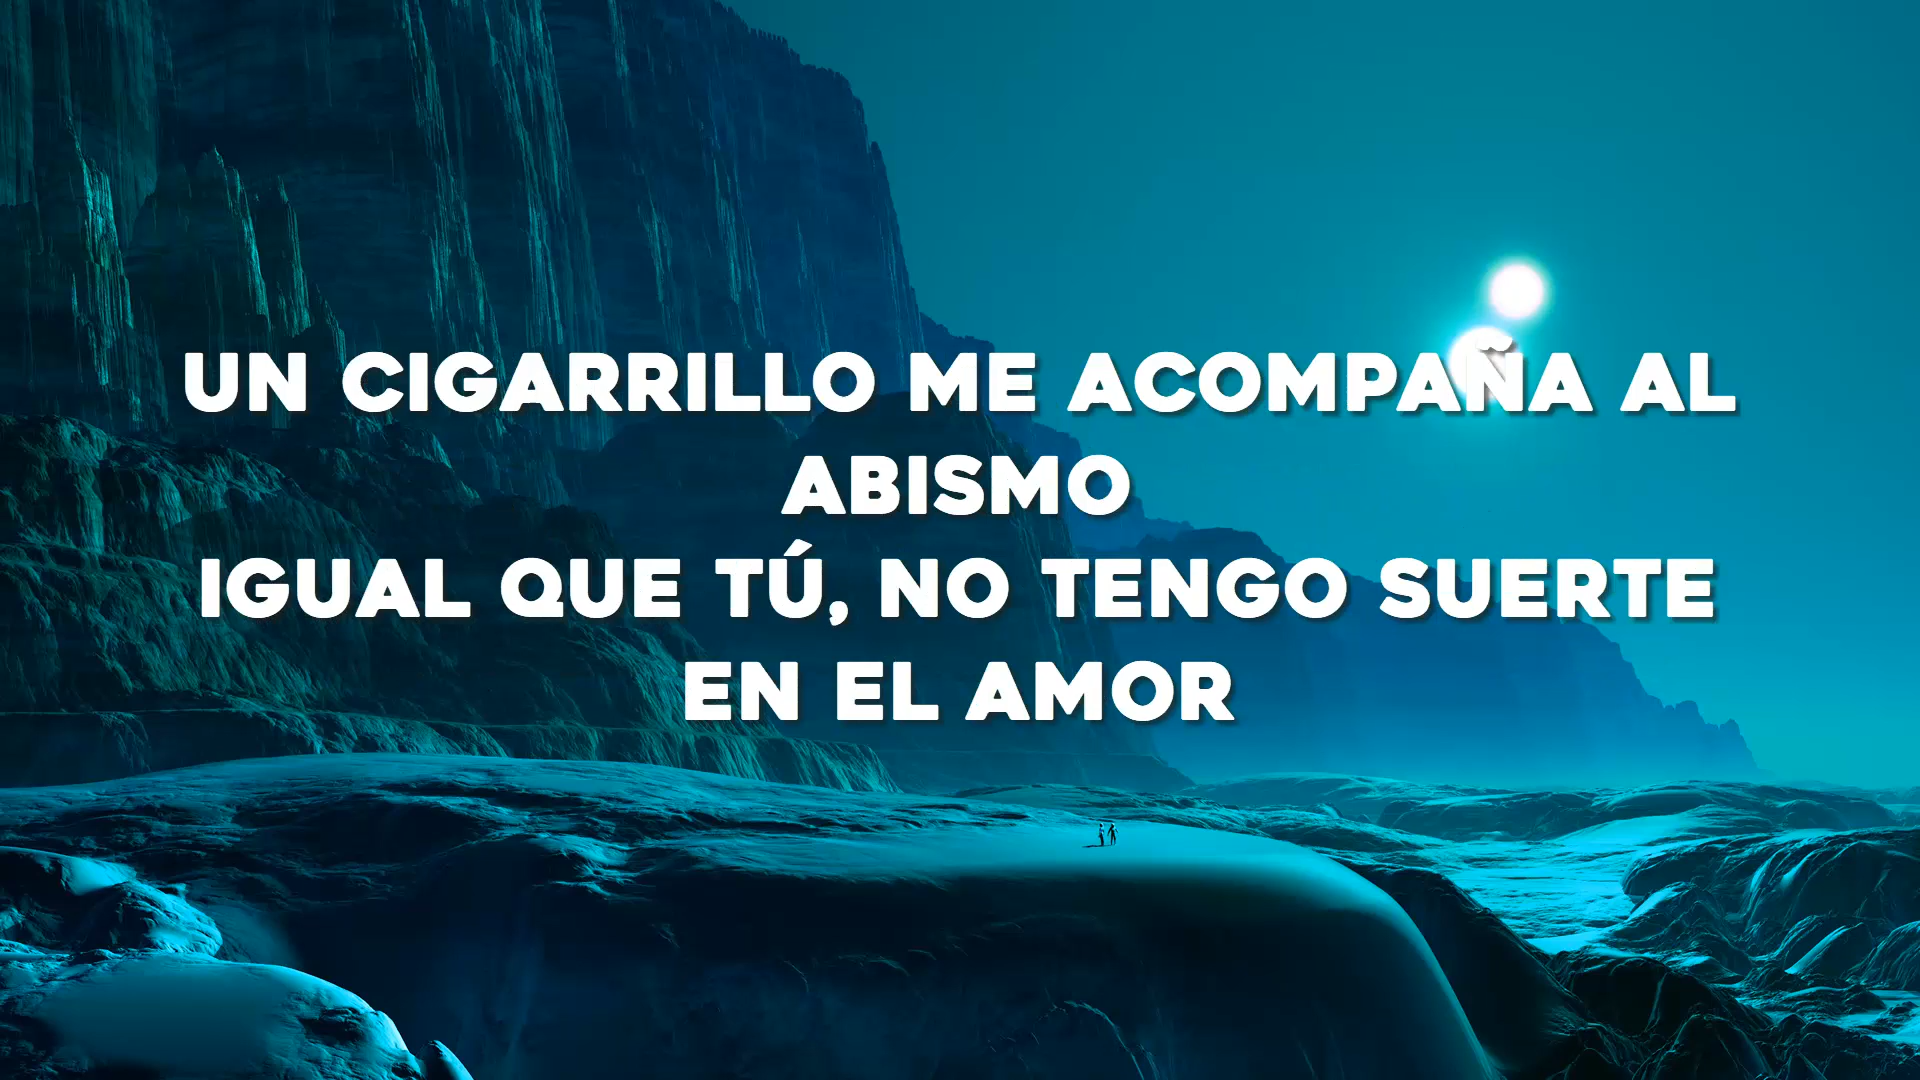 UN CIGARRILLO ME ACOMPAÑA AL
ABISMO
IGUAL QUE TÚ, NO TENGO SUERTE
EN EL AMOR